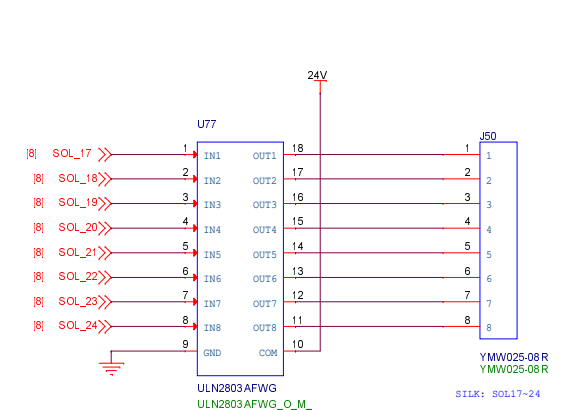 24V
U77
J50
[8] SOL_17 1 IN1 OUT1 18 1 1
[8] SOL_18 2 IN2 OUT2 17 2 2
[8] SOL_19 3 IN3 OUT3 16 3 3
[8] SOL_20 4 IN4 OUT4 15 4 4
[8] SOL_21 5 IN5 OUT5 14 5 5
[8] SOL_22 6 IN6 OUT6 13 6 6
[8] SOL_23 7 IN7 OUT7 12 7 7
[8] SOL_24 8 IN8 OUT8 11 8 8
9 GND COM 10
YMW025-08R
YMW025-08R
ULN2803AFWG
ULN2803AFWG_O_M_
SILK: SOL17~24